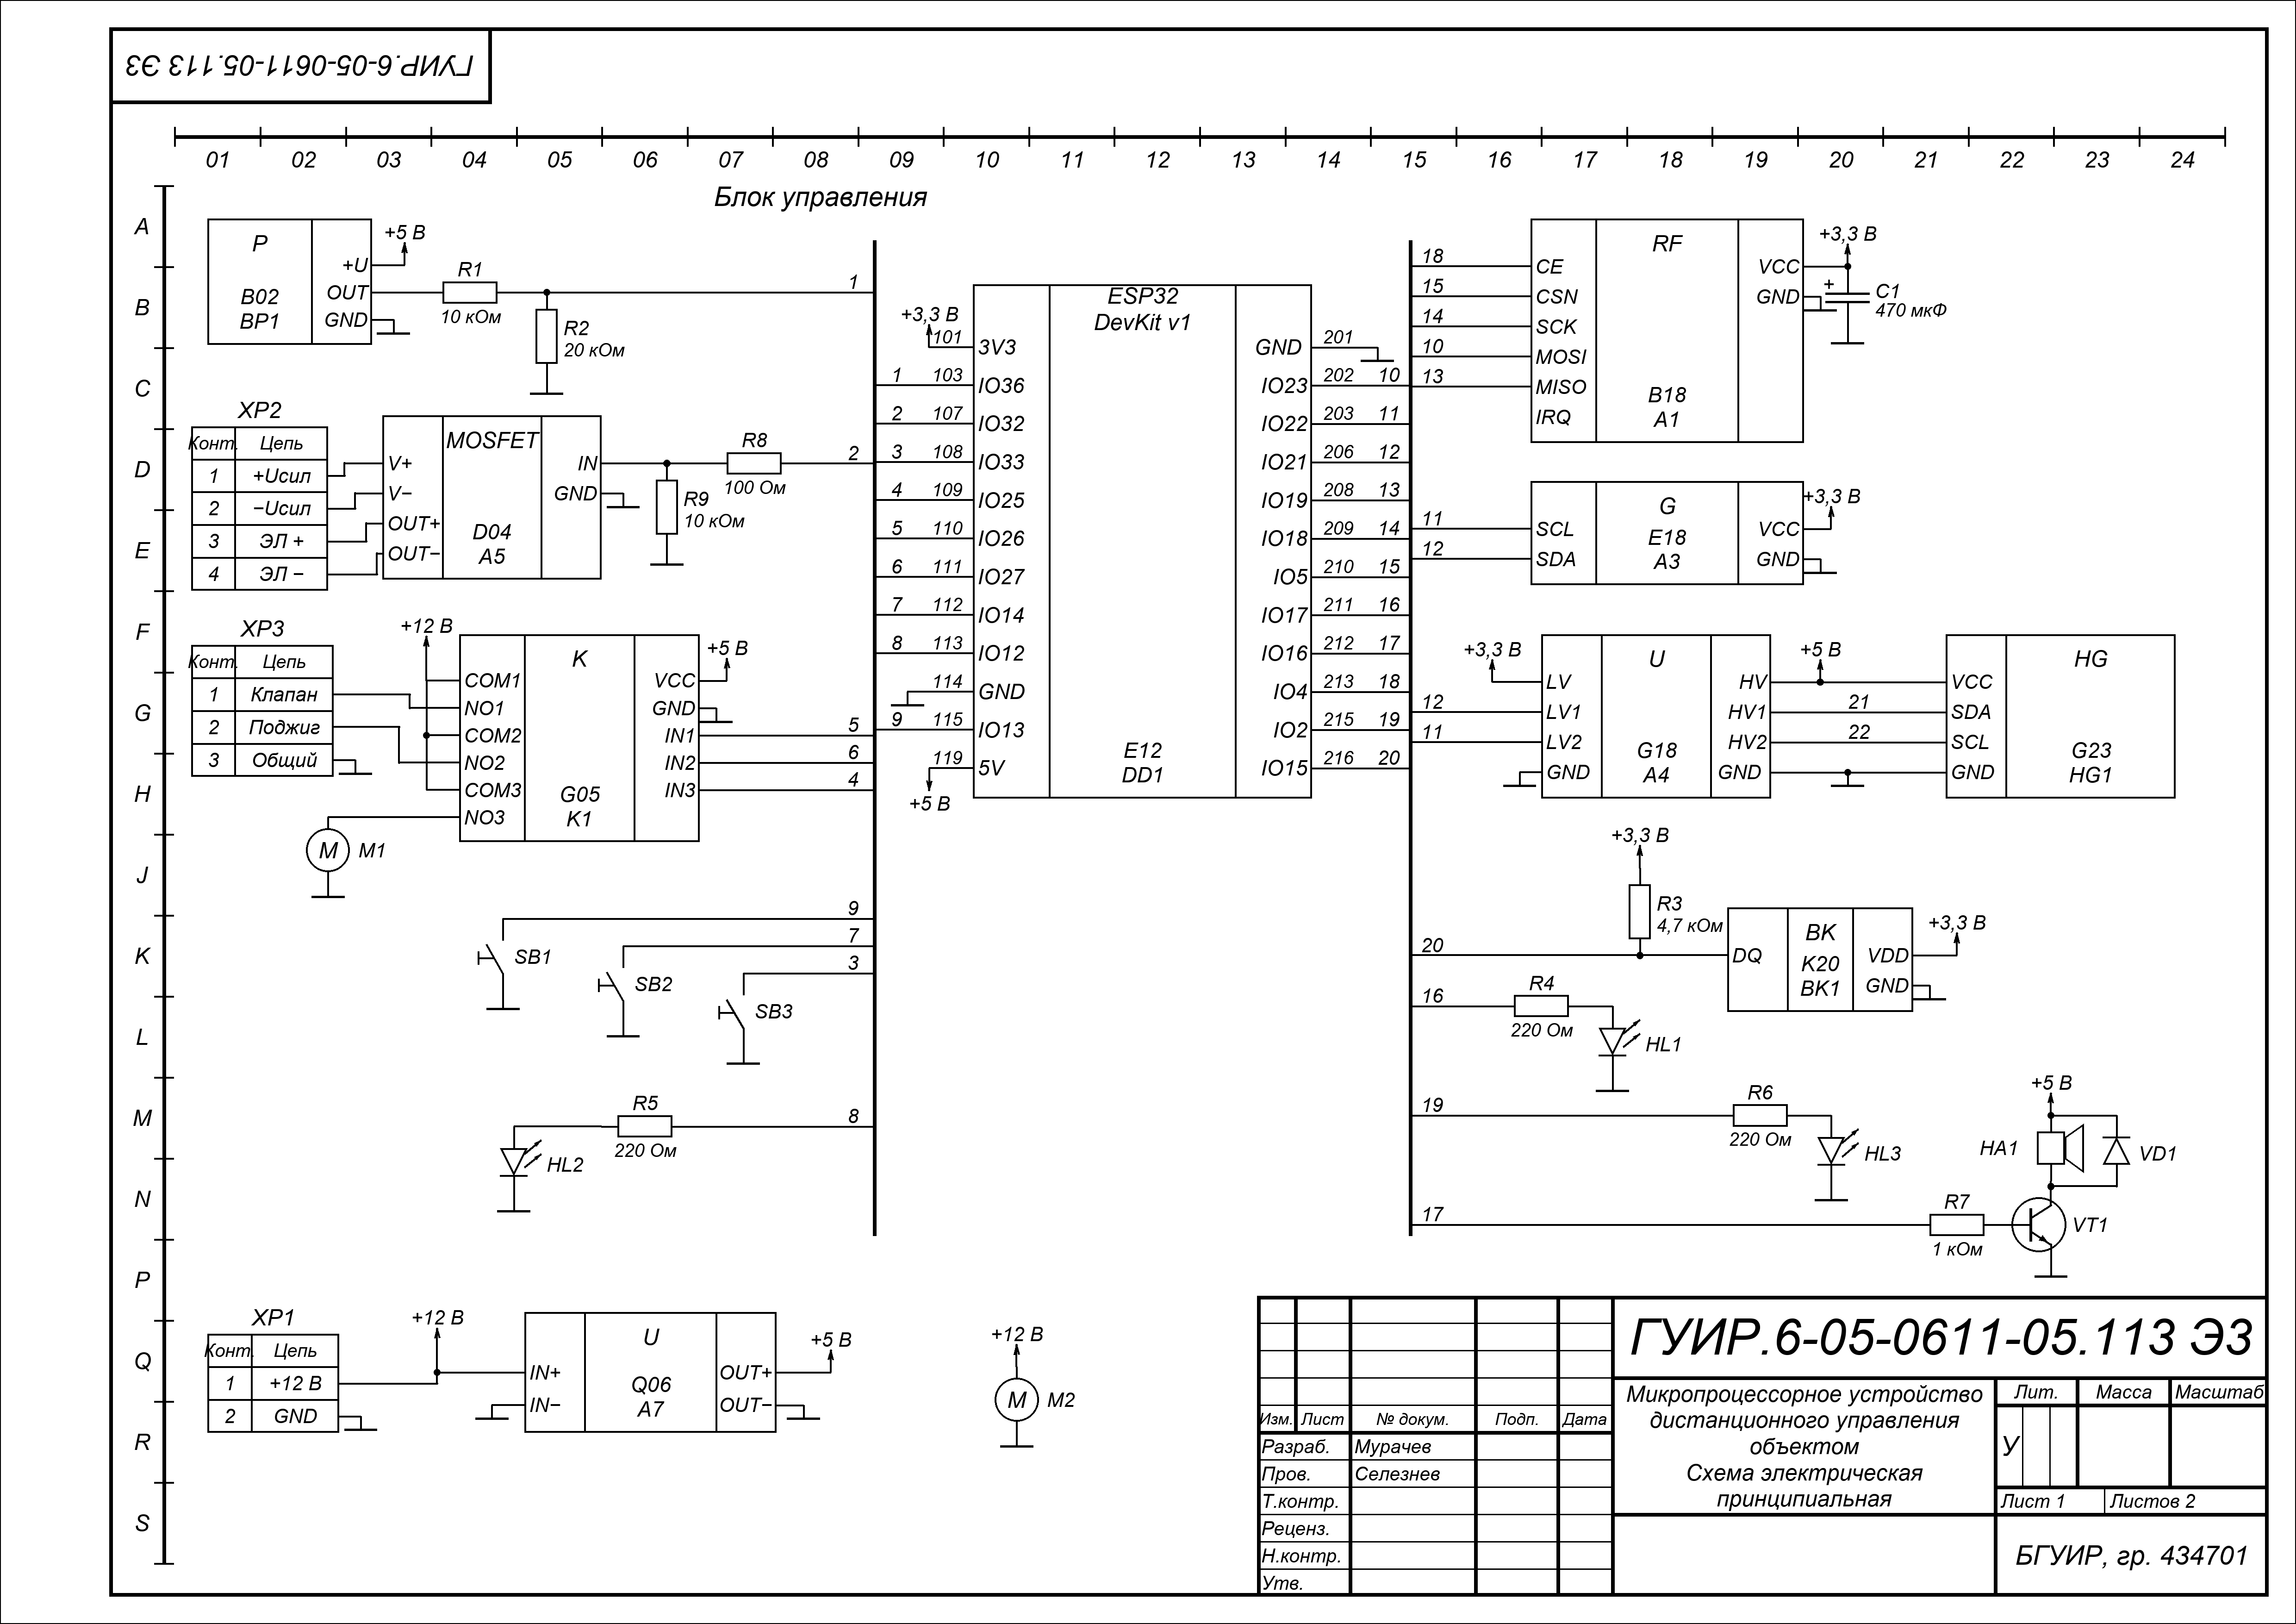 ГУИР.6-05-0611-05.113 Э3
01 02 03 04 05 06 07 08 09 10 11 12 13 14 15 16 17 18 19 20 21 22 23 24
A
B
C
D
E
F
G
H
J
K
L
M
N
P
Q
R
S
Блок управления
P
B02
BP1
+U
OUT
GND
+5 В
R1
10 кОм
R2
20 кОм
1
XP2
Конт. Цепь
1 +Uсил
2 −Uсил
3 ЭЛ +
4 ЭЛ −
V+
V−
OUT+
OUT−
MOSFET
D04
A5
IN
GND
R8
100 Ом
R9
10 кОм
2
XP3
Конт. Цепь
1 Клапан
2 Поджиг
3 Общий
+12 В
COM1
NO1
COM2
NO2
COM3
NO3
K
G05
K1
VCC
GND
IN1
IN2
IN3
+5 В
5
6
4
M M1
9
7
3
SB1
SB2
SB3
R5
220 Ом
8
HL2
XP1
Конт. Цепь
1 +12 В
2 GND
+12 В
IN+
IN−
U
Q06
A7
OUT+
OUT−
+5 В
+12 В
M M2
ESP32
DevKit v1
E12
DD1
+3,3 В
101 3V3
1 103 IO36
2 107 IO32
3 108 IO33
4 109 IO25
5 110 IO26
6 111 IO27
7 112 IO14
8 113 IO12
114 GND
9 115 IO13
119 5V
+5 В
GND 201
IO23 202 10
IO22 203 11
IO21 206 12
IO19 208 13
IO18 209 14
IO5 210 15
IO17 211 16
IO16 212 17
IO4 213 18
IO2 215 19
IO15 216 20
18 CE
15 CSN
14 SCK
10 MOSI
13 MISO
IRQ
RF
B18
A1
VCC
GND
+3,3 В
+
C1
470 мкФ
11 SCL
12 SDA
G
E18
A3
VCC
GND
+3,3 В
+3,3 В
LV
12 LV1
11 LV2
GND
U
G18
A4
HV
HV1
HV2
GND
+5 В
21
22
VCC
SDA
SCL
GND
HG
G23
HG1
+3,3 В
R3
4,7 кОм
20
DQ
BK
K20
BK1
VDD
GND
+3,3 В
16
R4
220 Ом
HL1
19
R6
220 Ом
HL3
+5 В
HA1
VD1
17
R7
1 кОм
VT1
ГУИР.6-05-0611-05.113 Э3
Микропроцессорное устройство
дистанционного управления
объектом
Схема электрическая
принципиальная
Лит. Масса Масштаб
У
Лист 1 Листов 2
БГУИР, гр. 434701
Изм. Лист № докум. Подп. Дата
Разраб. Мурачев
Пров. Селезнев
Т.контр.
Реценз.
Н.контр.
Утв.